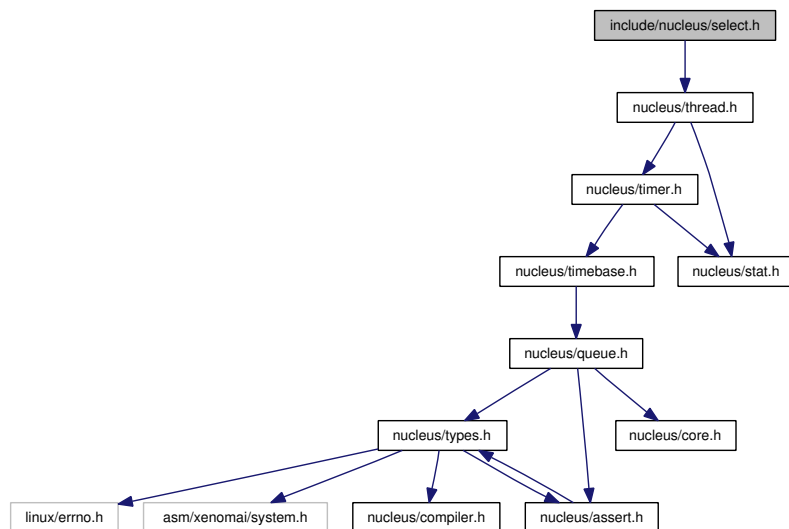 include/nucleus/select.h
nucleus/thread.h
nucleus/timer.h
nucleus/timebase.h
nucleus/stat.h
nucleus/queue.h
nucleus/types.h
nucleus/core.h
linux/errno.h
asm/xenomai/system.h
nucleus/compiler.h
nucleus/assert.h